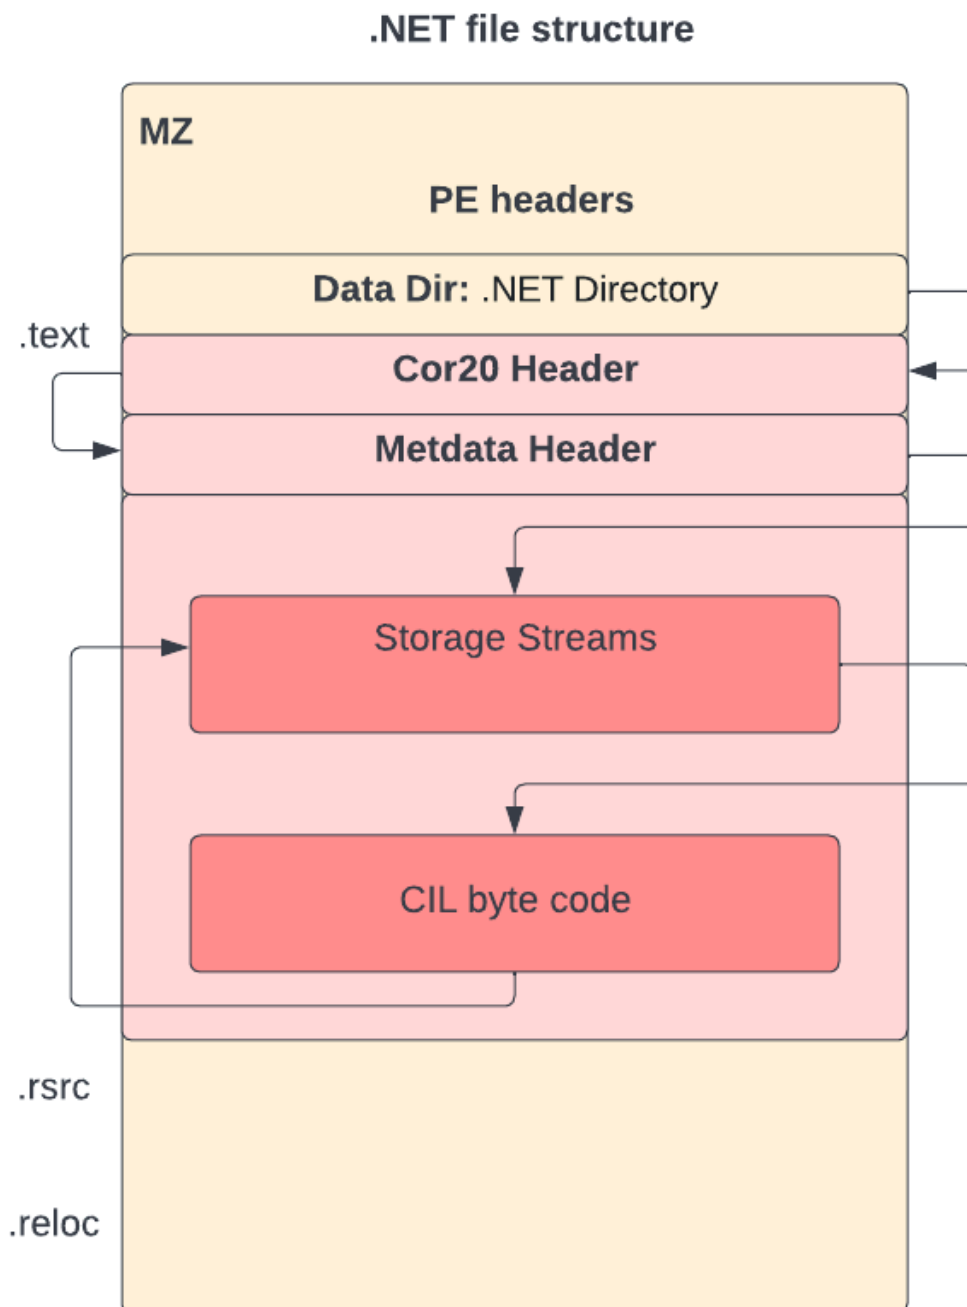 .NET file structure
MZ
PE headers
Data Dir: .NET Directory
.text
Cor20 Header
Metdata Header
Storage Streams
CIL byte code
.rsrc
.reloc